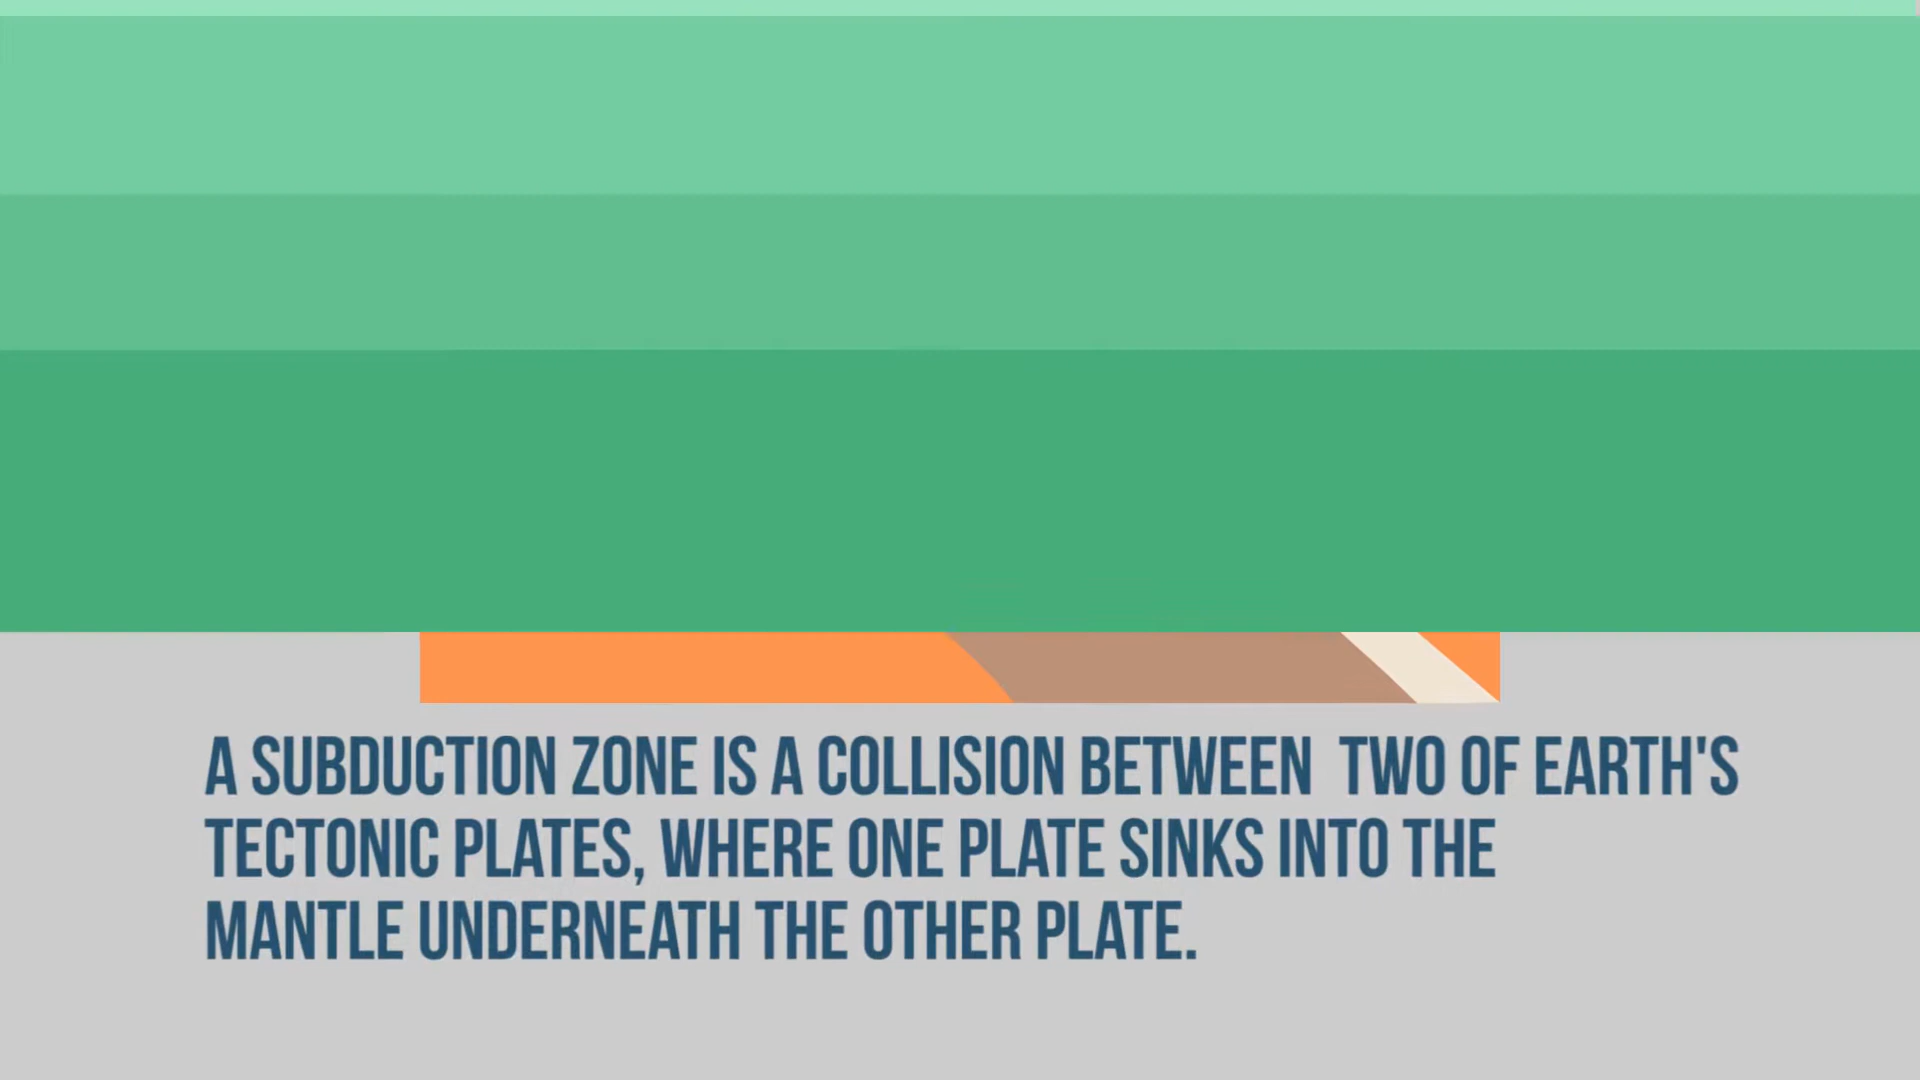 A SUBDUCTION ZONE IS A COLLISION BETWEEN  TWO OF EARTH'S
TECTONIC PLATES, WHERE ONE PLATE SINKS INTO THE
MANTLE UNDERNEATH THE OTHER PLATE.